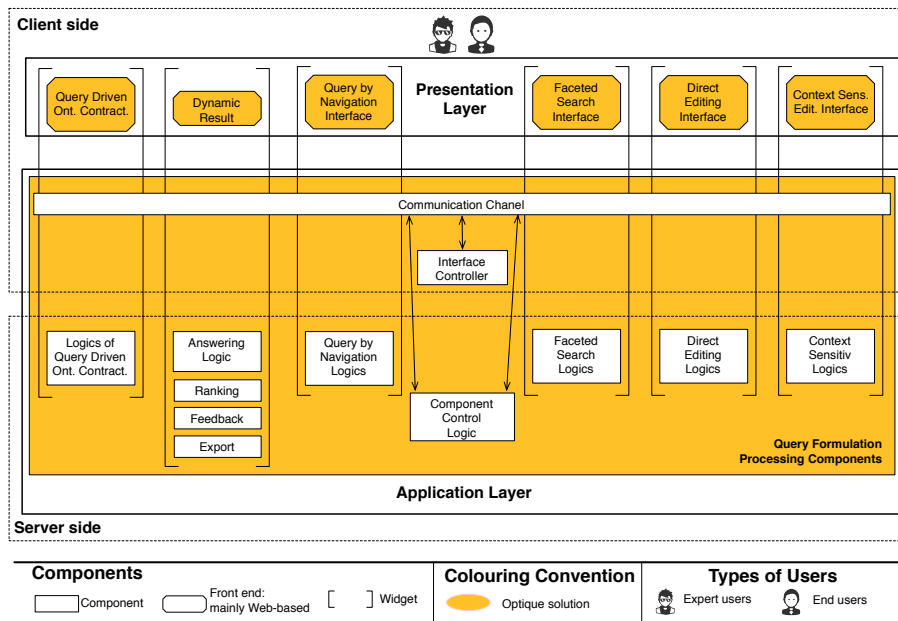 Client side
Query Driven
Ont. Contract.
Dynamic
Result
Query by
Navigation
Interface
Presentation
Layer
Faceted
Search
Interface
Direct
Editing
Interface
Context Sens.
Edit. Interface
Communication Chanel
Interface
Controller
Logics of
Query Driven
Ont. Contract.
Answering
Logic
Ranking
Feedback
Export
Query by
Navigation
Logics
Component
Control
Logic
Faceted
Search
Logics
Direct
Editing
Logics
Context
Sensitiv
Logics
Query Formulation
Processing Components
Application Layer
Server side
Components
Component
Front end:
mainly Web-based
Widget
Colouring Convention
Optique solution
Types of Users
Expert users
End users